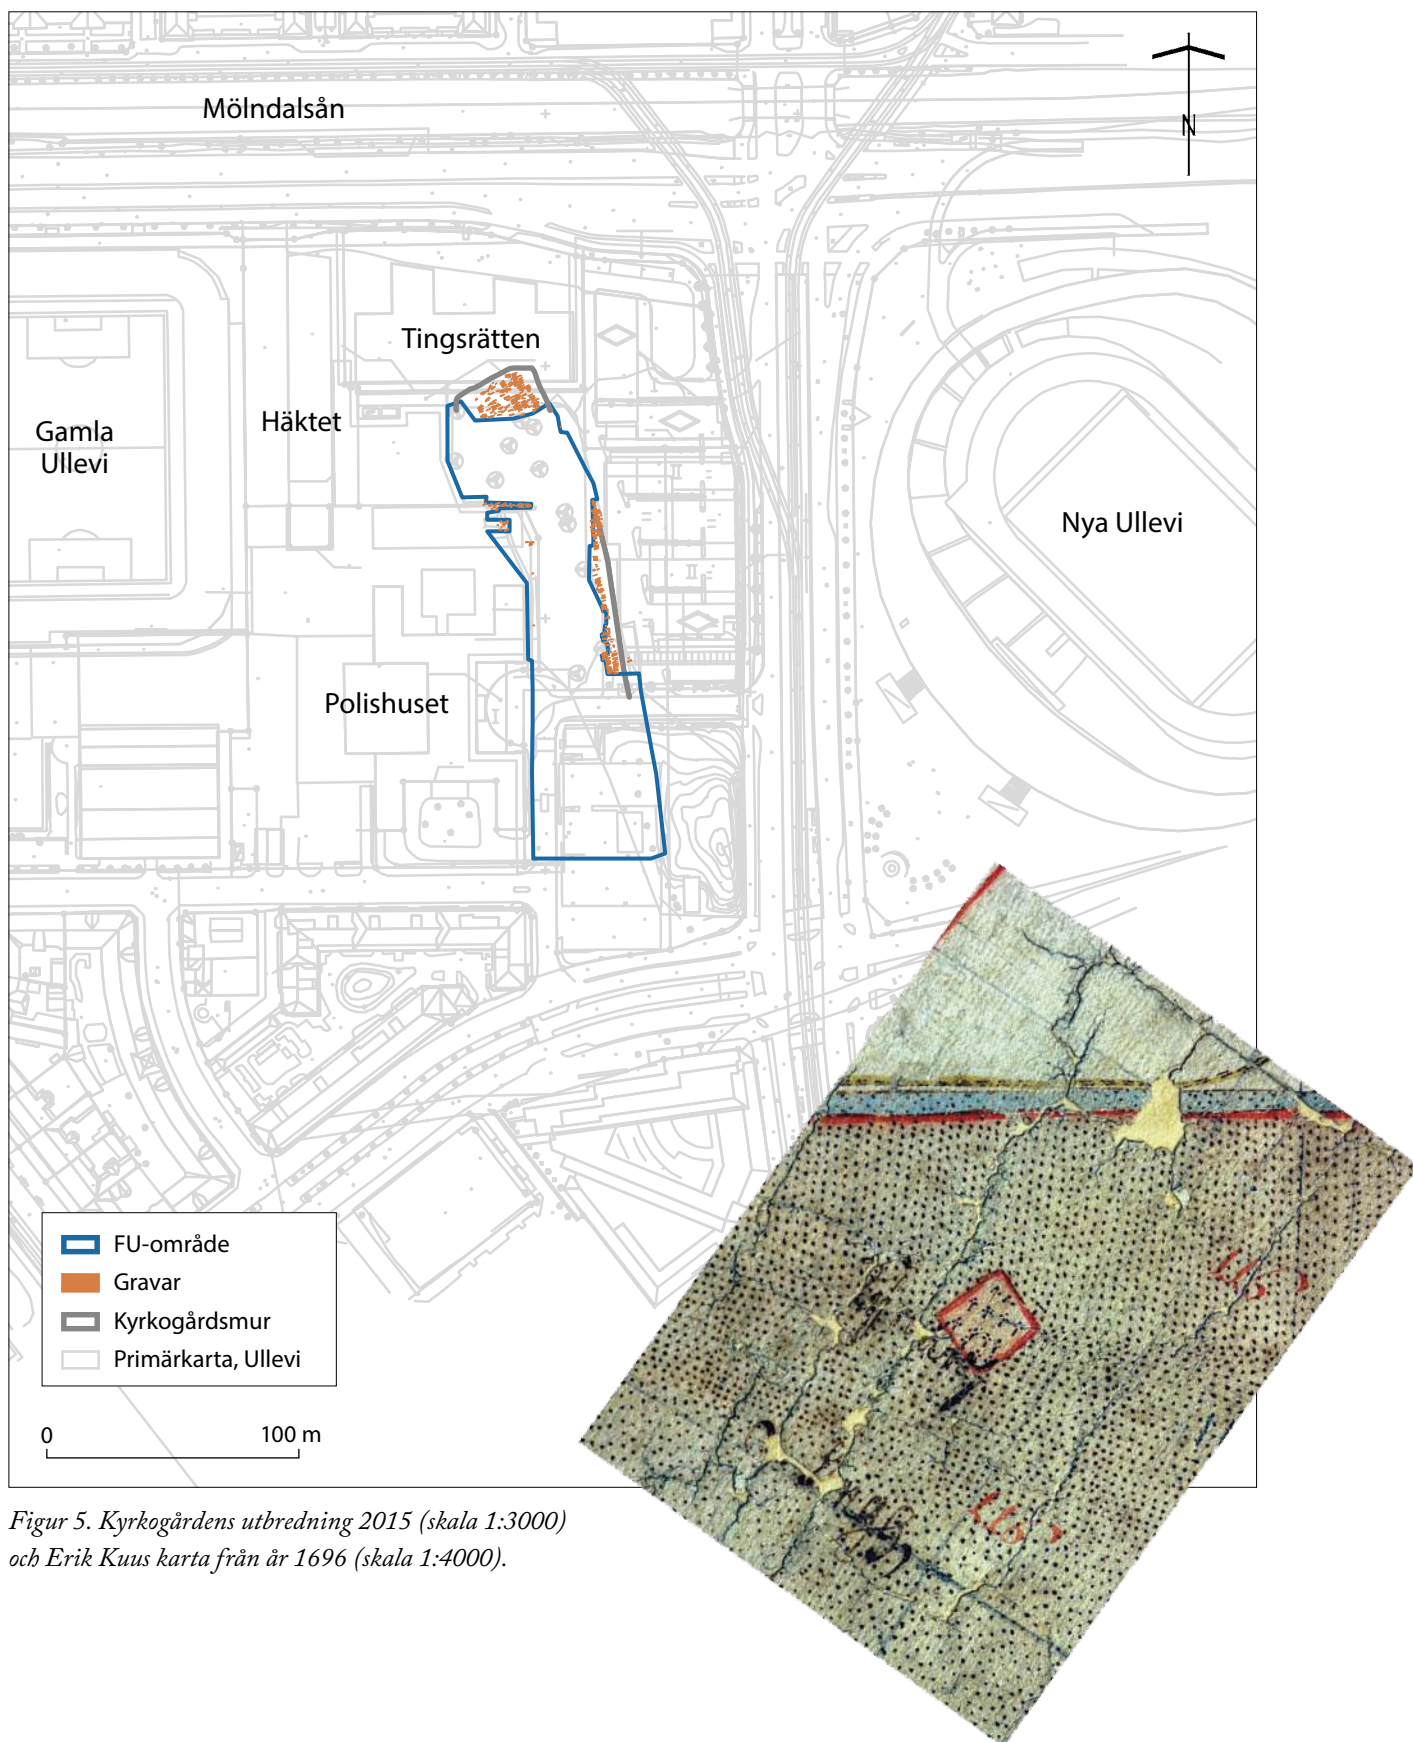 Mölndalsån
N
Tingsrätten
Häktet
Gamla
Ullevi
Nya Ullevi
Polishuset
FU-område
Gravar
Kyrkogårdsmur
Primärkarta, Ullevi
0 100 m
Figur 5. Kyrkogårdens utbredning 2015 (skala 1:3000)
och Erik Kuus karta från år 1696 (skala 1:4000).